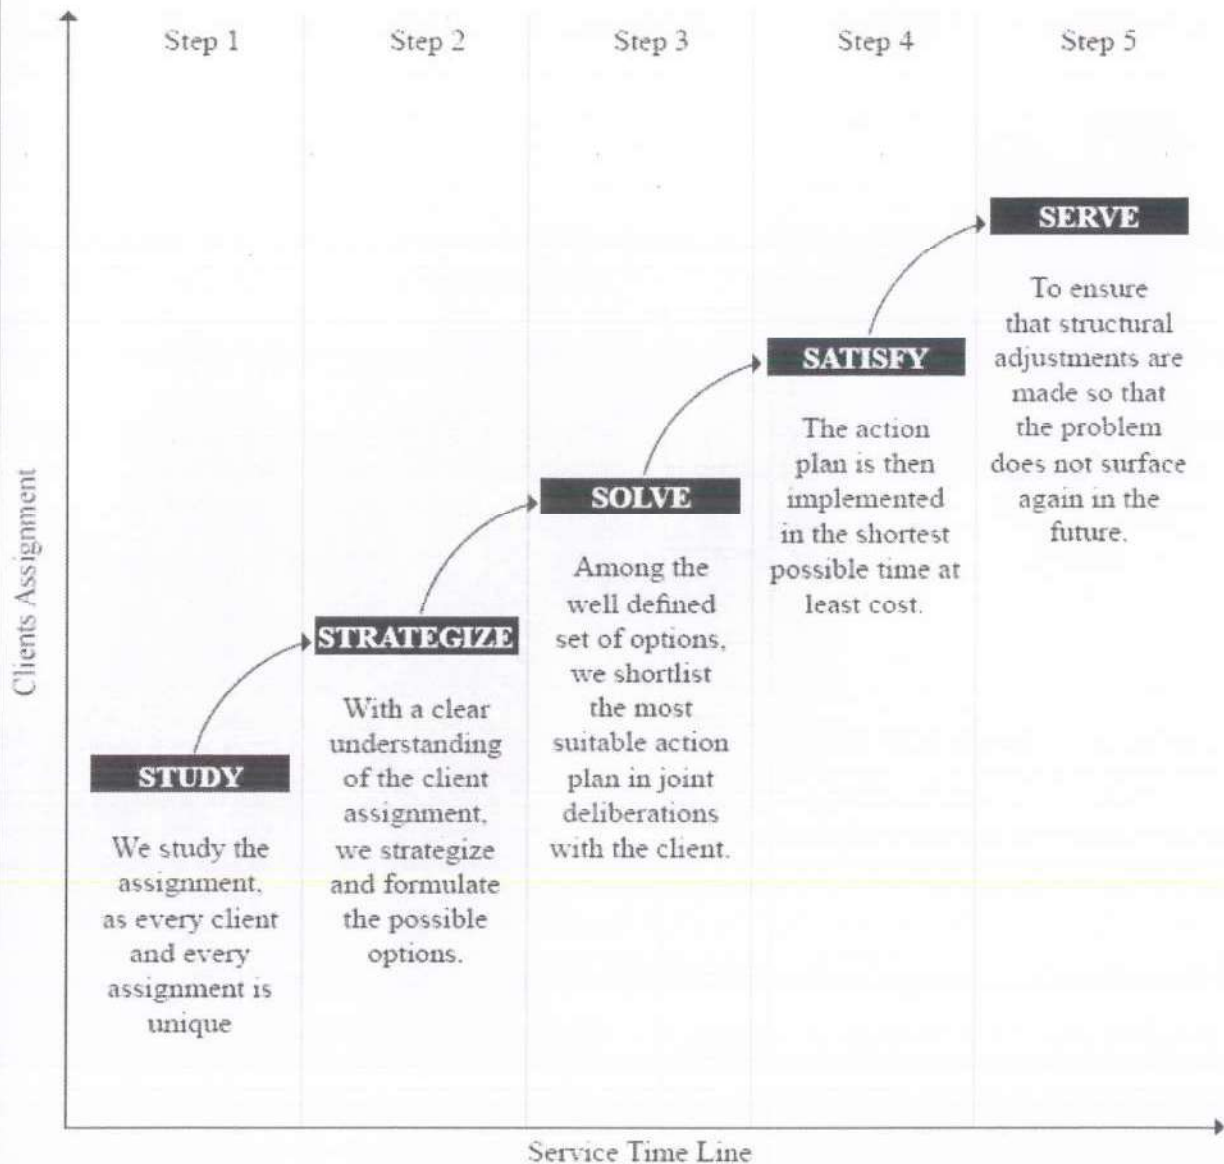 Step 1
Step 2
Step 3
Step 4
Step 5
Clients Assignment
STUDY
We study the
assignment,
as every client
and every
assignment is
unique
STRATEGIZE
With a clear
understanding
of the client
assignment,
we strategize
and formulate
the possible
options.
SOLVE
Among the
well defined
set of options,
we shortlist
the most
suitable action
plan in joint
deliberations
with the client.
SATISFY
The action
plan is then
implemented
in the shortest
possible time at
least cost.
SERVE
To ensure
that structural
adjustments are
made so that
the problem
does not surface
again in the
future.
Service Time Line